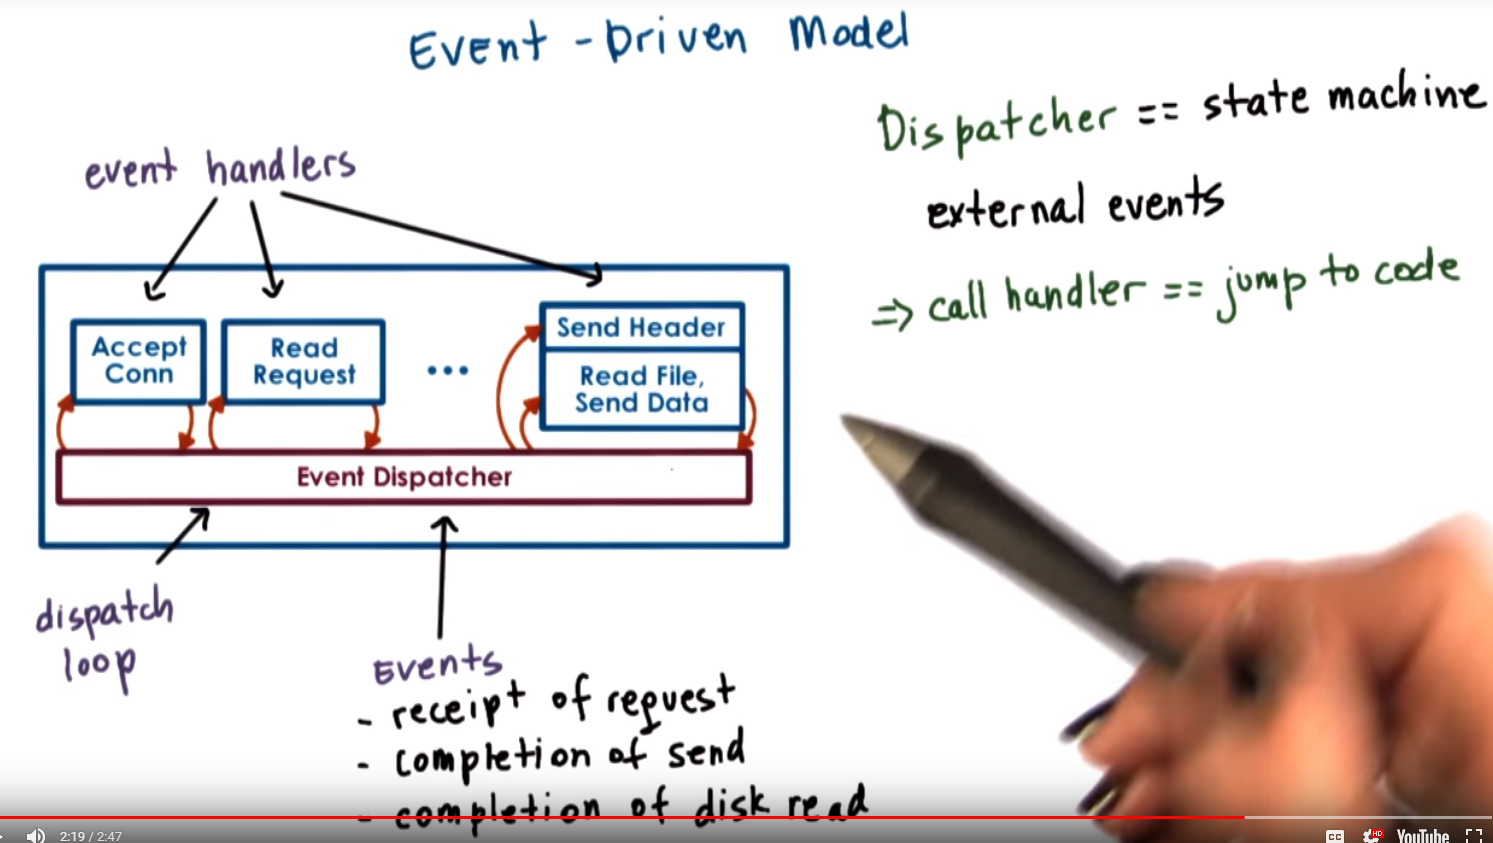 Event-Driven Model
Dispatcher == state machine
external events
=> call handler == jump to code
event handlers
Accept
Conn
Read
Request
...
Send Header
Read File,
Send Data
Event Dispatcher
dispatch
loop
Events
- receipt of request
- completion of send
- completion of disk read
2:19 / 2:47
CC
HD
YouTube